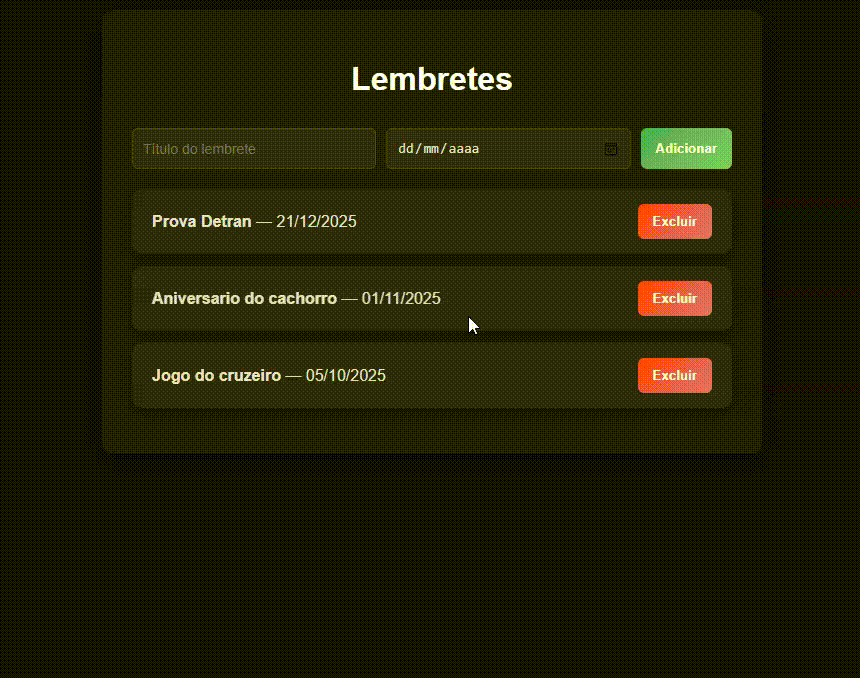 Lembretes
Título do lembrete dd/mm/aaaa Adicionar
Prova Detran — 21/12/2025 Excluir
Aniversario do cachorro — 01/11/2025 Excluir
Jogo do cruzeiro — 05/10/2025 Excluir